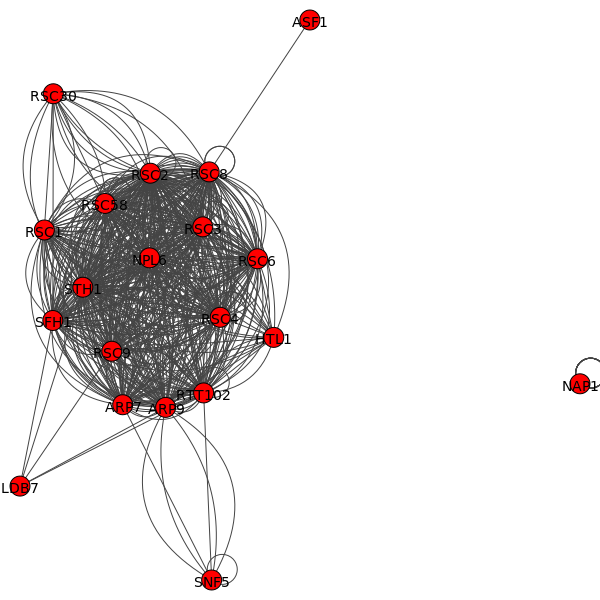 ASF1
RSC30
RSC2
RSC8
RSC58
RSC1
RSC3
NPL6
RSC6
STH1
SFH1
RSC4
HTL1
RSC9
NAP1
RTT102
ARP7
ARP9
LDB7
SNF5